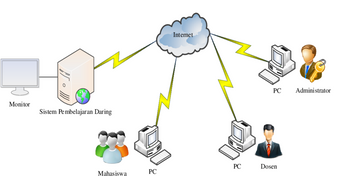 Internet
PC
Administrator
Monitor
Sistem Pembelajaran Daring
Mahasiswa
PC
PC
Dosen